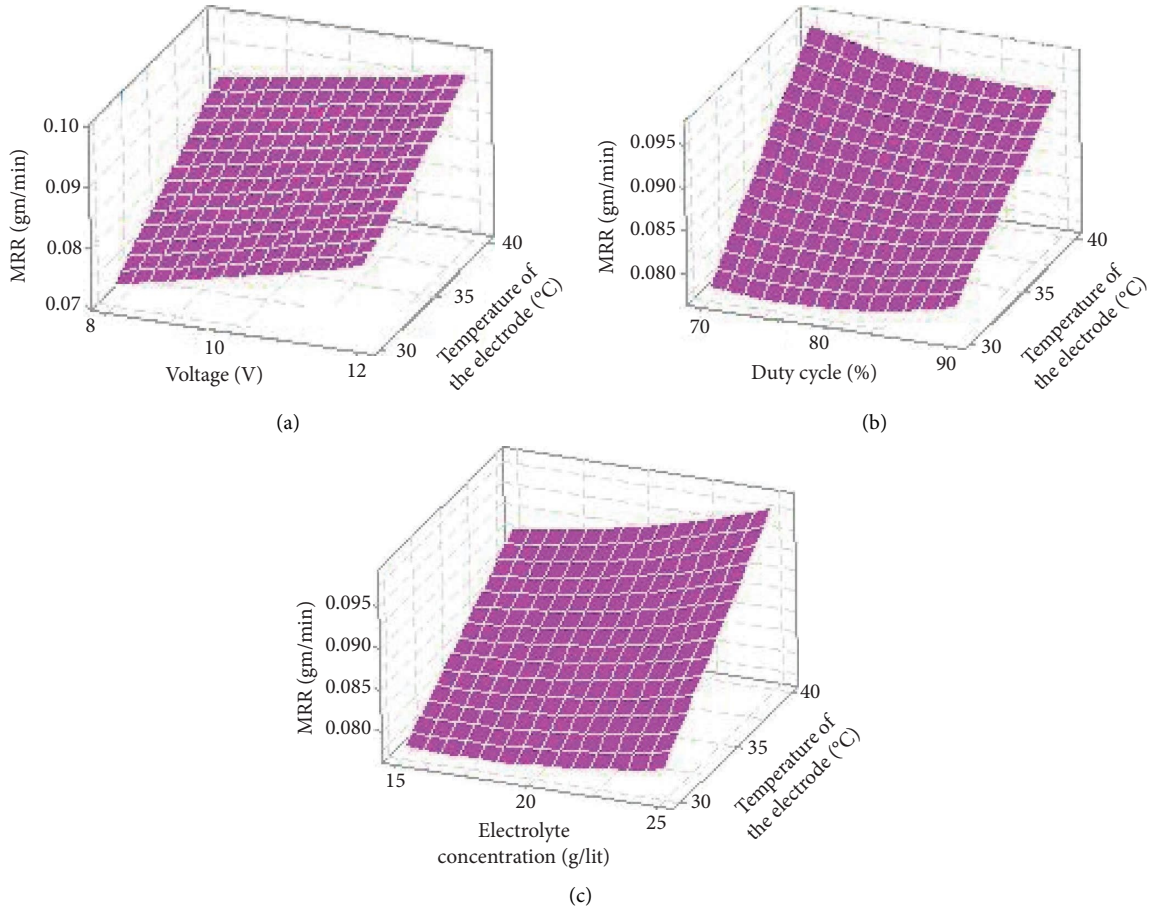 0.10
0.09
0.08
0.07
MRR (gm/min)
8
10
12
Voltage (V)
30
35
40
Temperature of
the electrode (°C)
(a)
0.095
0.090
0.085
0.080
MRR (gm/min)
70
80
90
Duty cycle (%)
30
35
40
Temperature of
the electrode (°C)
(b)
0.095
0.090
0.085
0.080
MRR (gm/min)
15
20
25
Electrolyte
concentration (g/lit)
30
35
40
Temperature of
the electrode (°C)
(c)